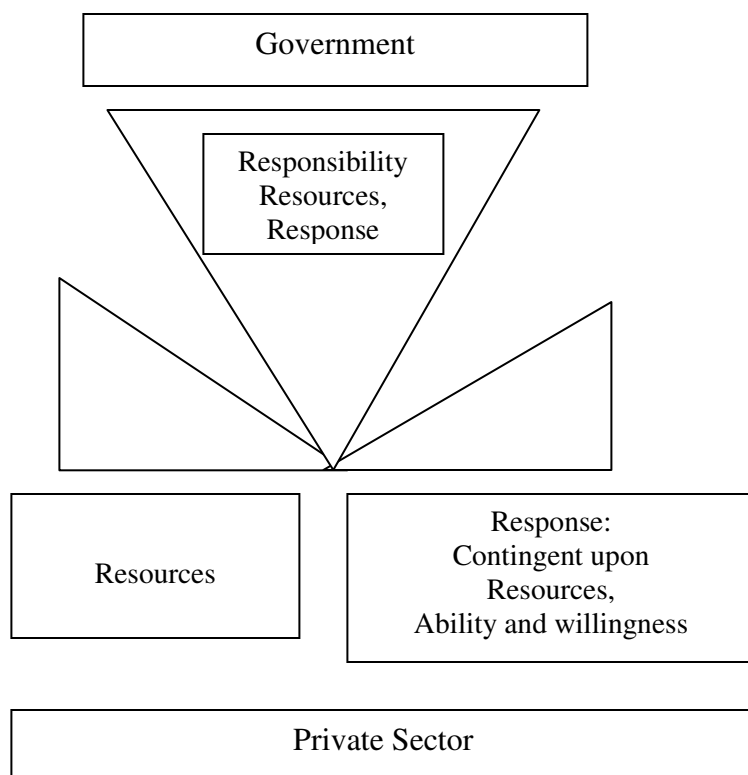 Government
Responsibility
Resources,
Response
Resources
Response:
Contingent upon
Resources,
Ability and willingness
Private Sector